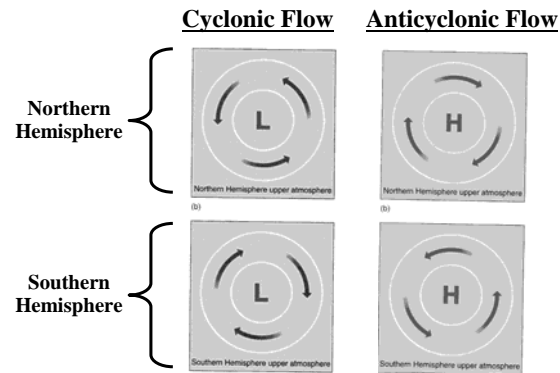 Cyclonic Flow
Anticyclonic Flow
Northern
Hemisphere
L
H
Northern Hemisphere upper atmosphere
Northern Hemisphere upper atmosphere
(b)
(b)
Southern
Hemisphere
L
H
Southern Hemisphere upper atmosphere
Southern Hemisphere upper atmosphere